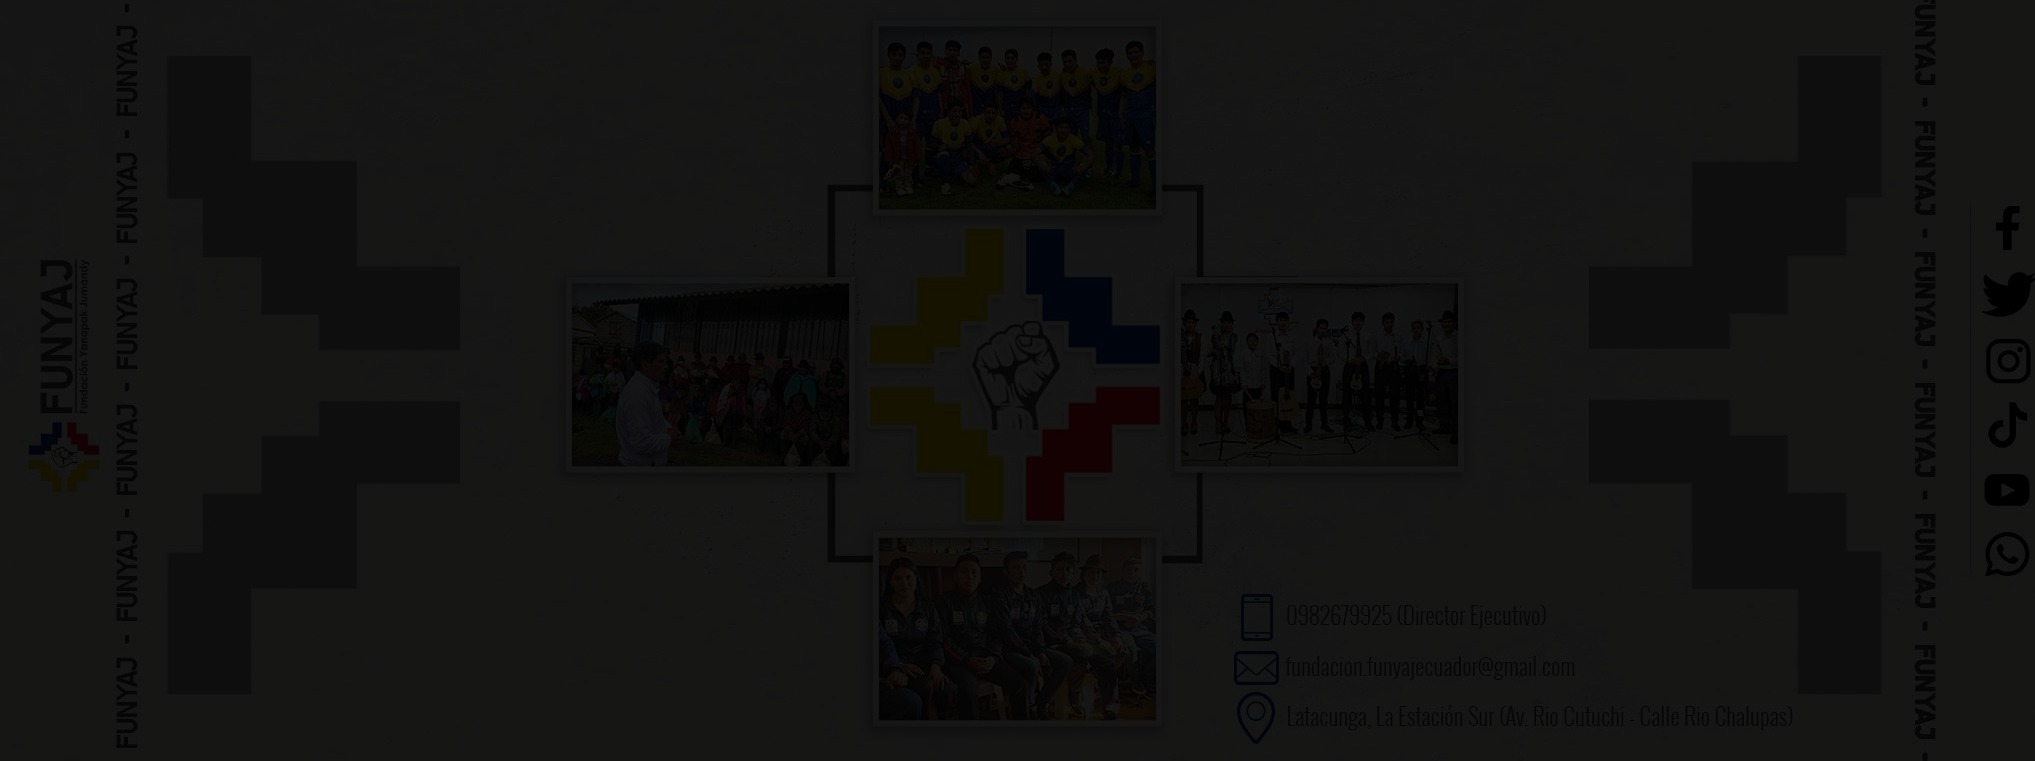 FUNYAJ
Fundación Yanapak Jumandy
FUNYAJ - FUNYAJ - FUNYAJ - FUNYAJ - FUNYAJ - FUNYAJ -
FUNYAJ - FUNYAJ - FUNYAJ - FUNYAJ - FUNYAJ - FUNYAJ -
0982679925 (Director Ejecutivo)
fundacion.funyajecuador@gmail.com
Latacunga, La Estación Sur (Av. Rio Cutuchi - Calle Rio Chalupas)